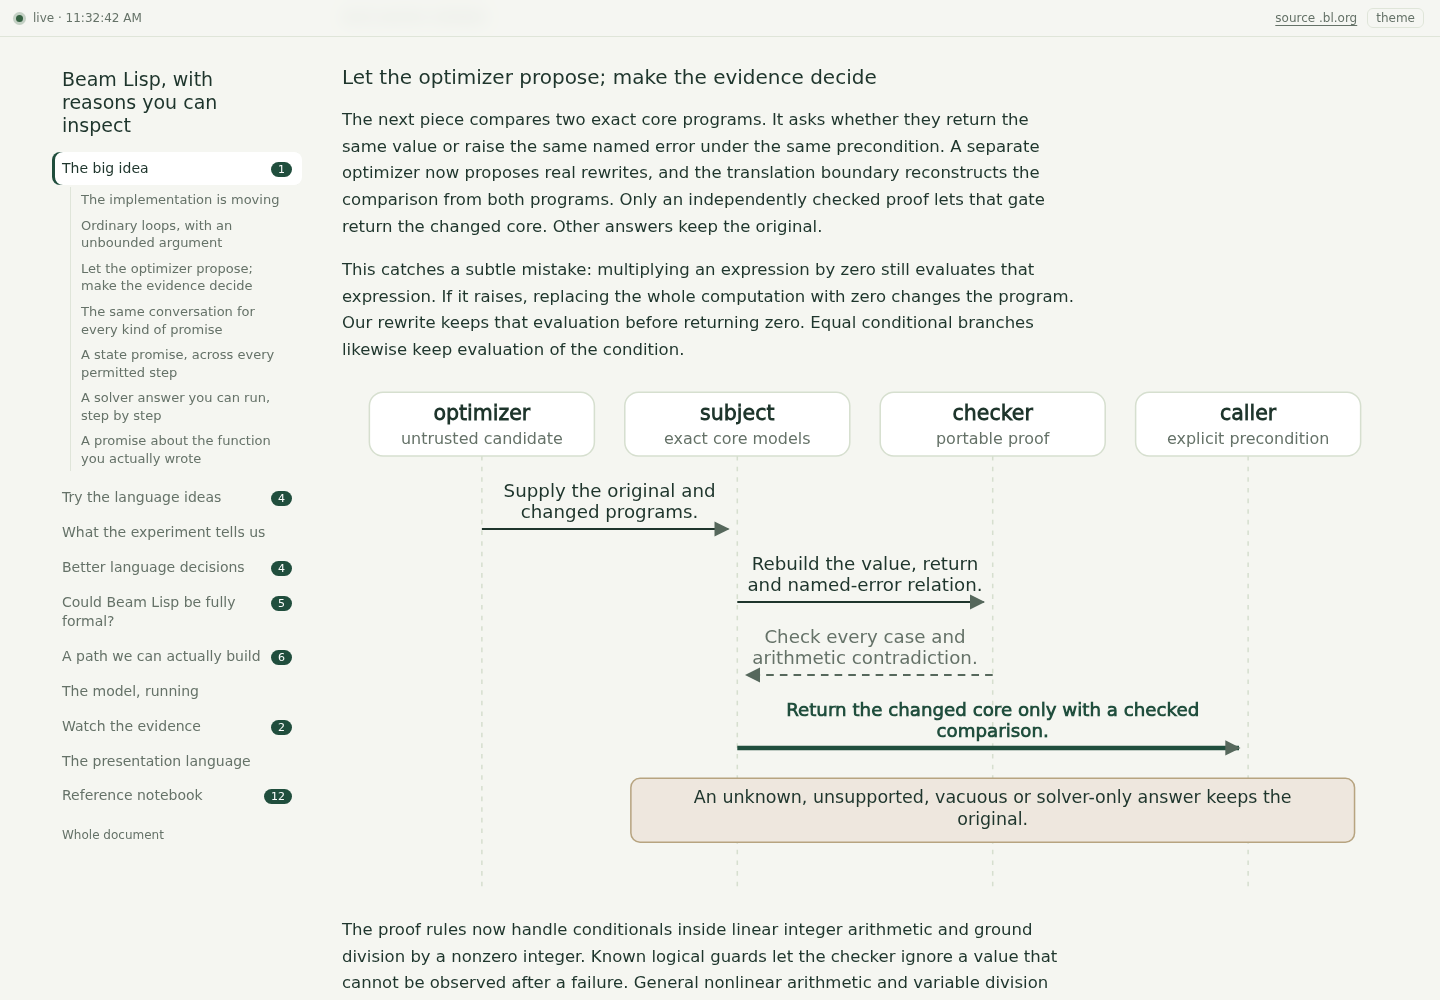 live · 11:32:42 AM
source .bl.org
theme
Beam Lisp, with
reasons you can
inspect
The big idea
1
The implementation is moving
Ordinary loops, with an
unbounded argument
Let the optimizer propose;
make the evidence decide
The same conversation for
every kind of promise
A state promise, across every
permitted step
A solver answer you can run,
step by step
A promise about the function
you actually wrote
Try the language ideas
4
What the experiment tells us
Better language decisions
4
Could Beam Lisp be fully
formal?
5
A path we can actually build
6
The model, running
Watch the evidence
2
The presentation language
Reference notebook
12
Whole document
Let the optimizer propose; make the evidence decide
The next piece compares two exact core programs. It asks whether they return the
same value or raise the same named error under the same precondition. A separate
optimizer now proposes real rewrites, and the translation boundary reconstructs the
comparison from both programs. Only an independently checked proof lets that gate
return the changed core. Other answers keep the original.
This catches a subtle mistake: multiplying an expression by zero still evaluates that
expression. If it raises, replacing the whole computation with zero changes the program.
Our rewrite keeps that evaluation before returning zero. Equal conditional branches
likewise keep evaluation of the condition.
optimizer
untrusted candidate
subject
exact core models
checker
portable proof
caller
explicit precondition
Supply the original and
changed programs.
Rebuild the value, return
and named-error relation.
Check every case and
arithmetic contradiction.
Return the changed core only with a checked
comparison.
An unknown, unsupported, vacuous or solver-only answer keeps the
original.
The proof rules now handle conditionals inside linear integer arithmetic and ground
division by a nonzero integer. Known logical guards let the checker ignore a value that
cannot be observed after a failure. General nonlinear arithmetic and variable division